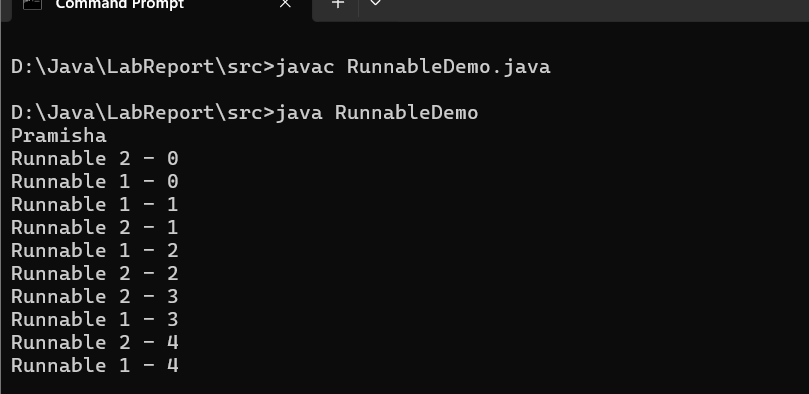 Command Prompt
D:\Java\LabReport\src>javac RunnableDemo.java
D:\Java\LabReport\src>java RunnableDemo
Pramisha
Runnable 2 - 0
Runnable 1 - 0
Runnable 1 - 1
Runnable 2 - 1
Runnable 1 - 2
Runnable 2 - 2
Runnable 2 - 3
Runnable 1 - 3
Runnable 2 - 4
Runnable 1 - 4